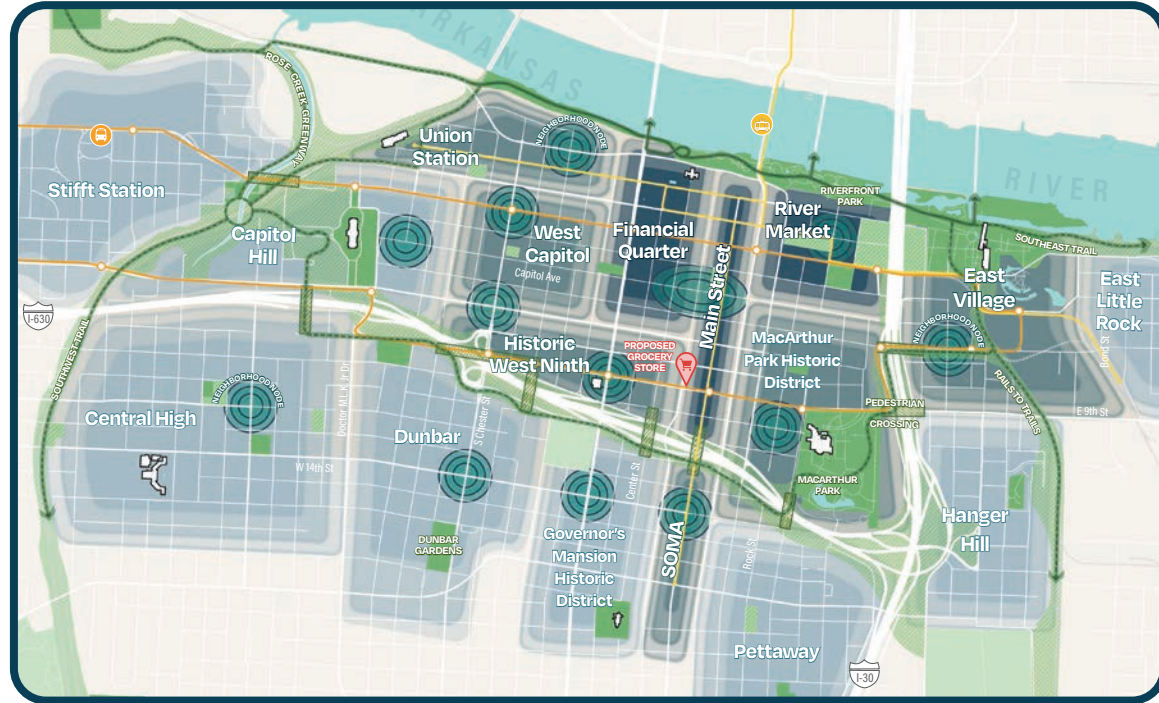 ARKANSAS
RIVER
ROSE CREEK GREENWAY
Union
Station
NEIGHBORHOOD NODE
Stifft Station
Capitol
Hill
West
Capitol
Capitol Ave
Financial
Quarter
Main Street
River
Market
RIVERFRONT
PARK
SOUTHEAST TRAIL
East
Village
East
Little
Rock
I-630
SOUTHWEST TRAIL
Historic
West Ninth
PROPOSED
GROCERY
STORE
MacArthur
Park Historic
District
NEIGHBORHOOD NODE
Bond St
E 9th St
RAILS TO TRAILS
PEDESTRIAN
CROSSING
NEIGHBORHOOD NODE
Central High
Doctor M.L.K. Jr Dr
Dunbar
S Chester St
W 14th St
Center St
MACARTHUR
PARK
DUNBAR
GARDENS
Governor's
Mansion
Historic
District
SOMA
Rock St
Hanger
Hill
Pettaway
I-30